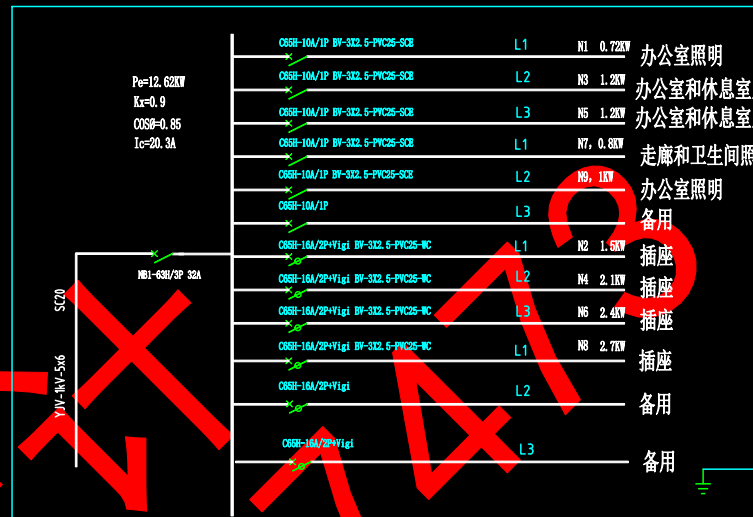 C65H-10A/1P BV-3X2.5-PVC25-SCE L1 N1 0.72KW 办公室照明
Pe=12.62KW
Kx=0.9
COSØ=0.85
Ic=20.3A
C65H-10A/1P BV-3X2.5-PVC25-SCE L2 N3 1.2KW 办公室和休息室
C65H-10A/1P BV-3X2.5-PVC25-SCE L3 N5 1.2KW 办公室和休息室
C65H-10A/1P BV-3X2.5-PVC25-SCE L1 N7, 0.8KW 走廊和卫生间照
C65H-10A/1P BV-3X2.5-PVC25-SCE L2 N9, 1KW 办公室照明
C65H-10A/1P L3 备用
C65H-16A/2P+Vigi BV-3X2.5-PVC25-WC L1 N2 1.5KW 插座
NB1-63H/3P 32A
C65H-16A/2P+Vigi BV-3X2.5-PVC25-WC L2 N4 2.1KW 插座
C65H-16A/2P+Vigi BV-3X2.5-PVC25-WC L3 N6 2.4KW 插座
C65H-16A/2P+Vigi BV-3X2.5-PVC25-WC L1 N8 2.7KW 插座
C65H-16A/2P+Vigi L2 备用
C65H-16A/2P+Vigi L3 备用
YJV-1kV-5x6 SC20